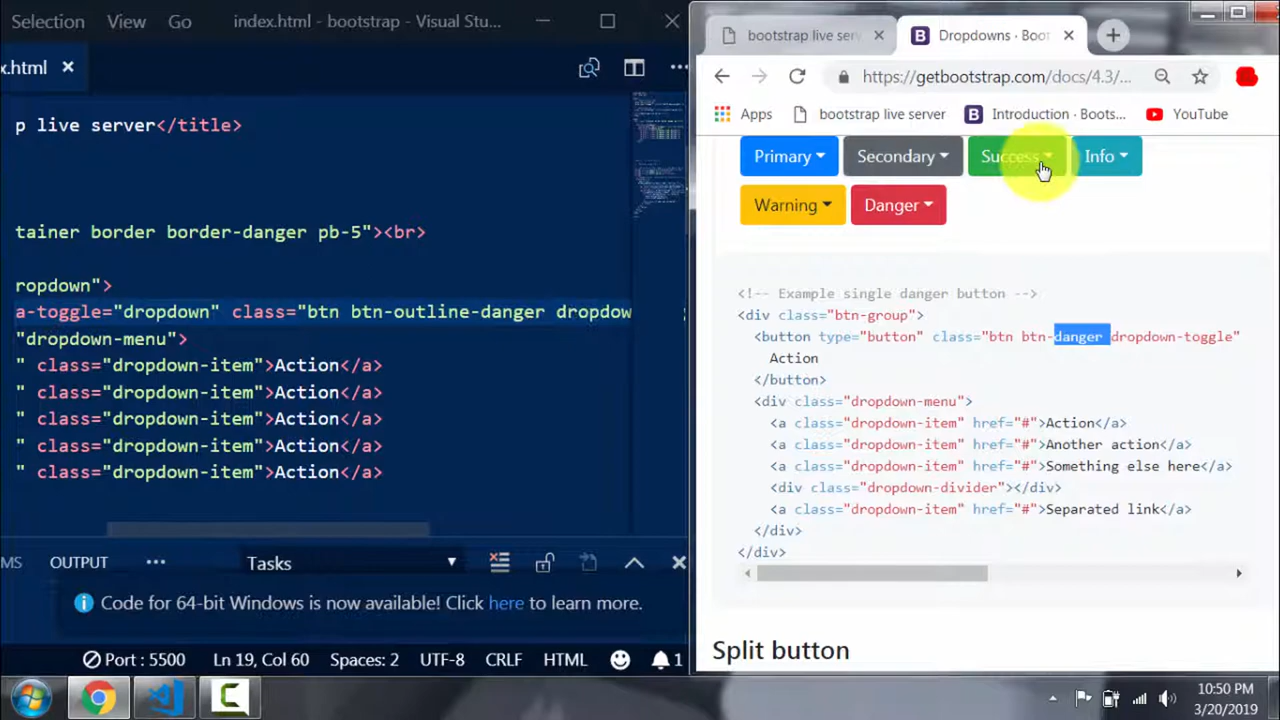 Selection View Go index.html - bootstrap - Visual Stu...
x.html
p live server</title>
tainer border border-danger pb-5"><br>
ropdown">
a-toggle="dropdown" class="btn btn-outline-danger dropdow
"dropdown-menu">
" class="dropdown-item">Action</a>
" class="dropdown-item">Action</a>
" class="dropdown-item">Action</a>
" class="dropdown-item">Action</a>
" class="dropdown-item">Action</a>
MS OUTPUT ... Tasks
Code for 64-bit Windows is now available! Click here to learn more.
Port : 5500 Ln 19, Col 60 Spaces: 2 UTF-8 CRLF HTML 1
bootstrap live serv Dropdowns · Boot
https://getbootstrap.com/docs/4.3/...
Apps bootstrap live server Introduction · Boots... YouTube
Primary Secondary Success Info
Warning Danger
<!-- Example single danger button -->
<div class="btn-group">
<button type="button" class="btn btn-danger dropdown-toggle"
Action
</button>
<div class="dropdown-menu">
<a class="dropdown-item" href="#">Action</a>
<a class="dropdown-item" href="#">Another action</a>
<a class="dropdown-item" href="#">Something else here</a>
<div class="dropdown-divider"></div>
<a class="dropdown-item" href="#">Separated link</a>
</div>
</div>
Split button
10:50 PM
3/20/2019